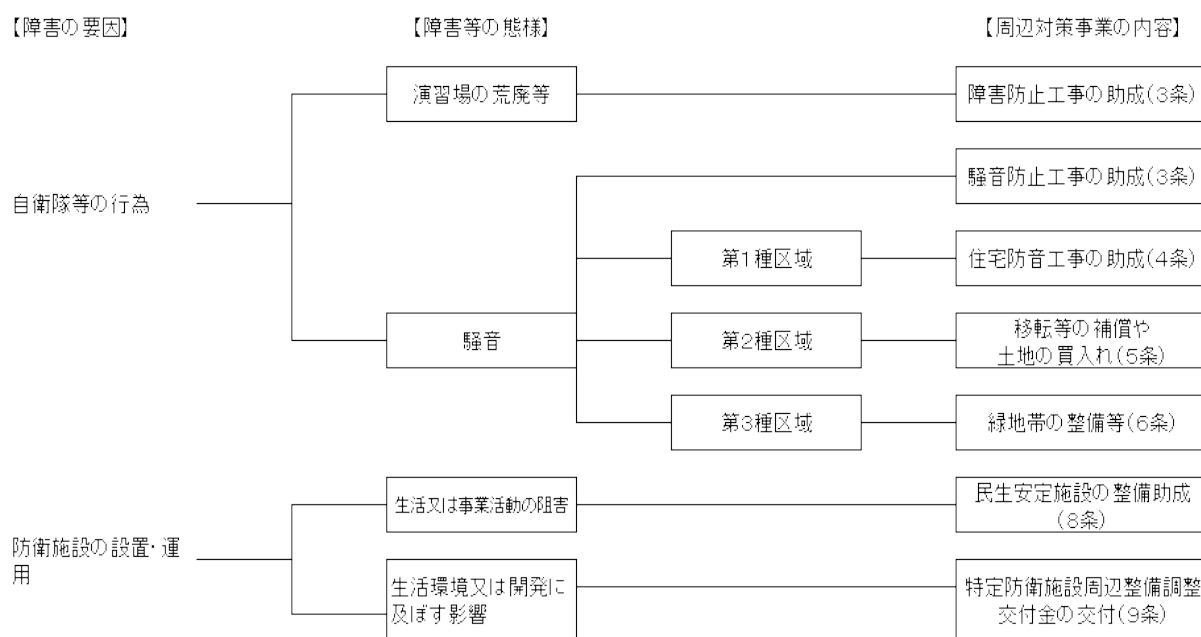 【障害の要因】
【障害等の態様】
【周辺対策事業の内容】
演習場の荒廃等
障害防止工事の助成(3条)
騒音防止工事の助成(3条)
自衛隊等の行為
第1種区域
住宅防音工事の助成(4条)
騒音
第2種区域
移転等の補償や
土地の買入れ(5条)
第3種区域
緑地帯の整備等(6条)
生活又は事業活動の阻害
民生安定施設の整備助成
(8条)
防衛施設の設置・運
用
生活環境又は開発に
及ぼす影響
特定防衛施設周辺整備調整
交付金の交付(9条)